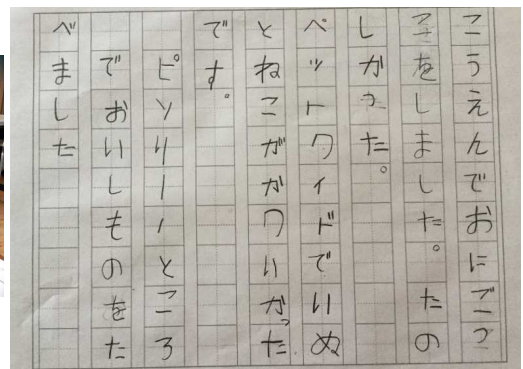 こうえんでおにごっ
こをしました。たの
しかった。
ペットワイドでいぬ
とねこががワいかった
です。
ピソリーノところ
でおいしものをた
べました